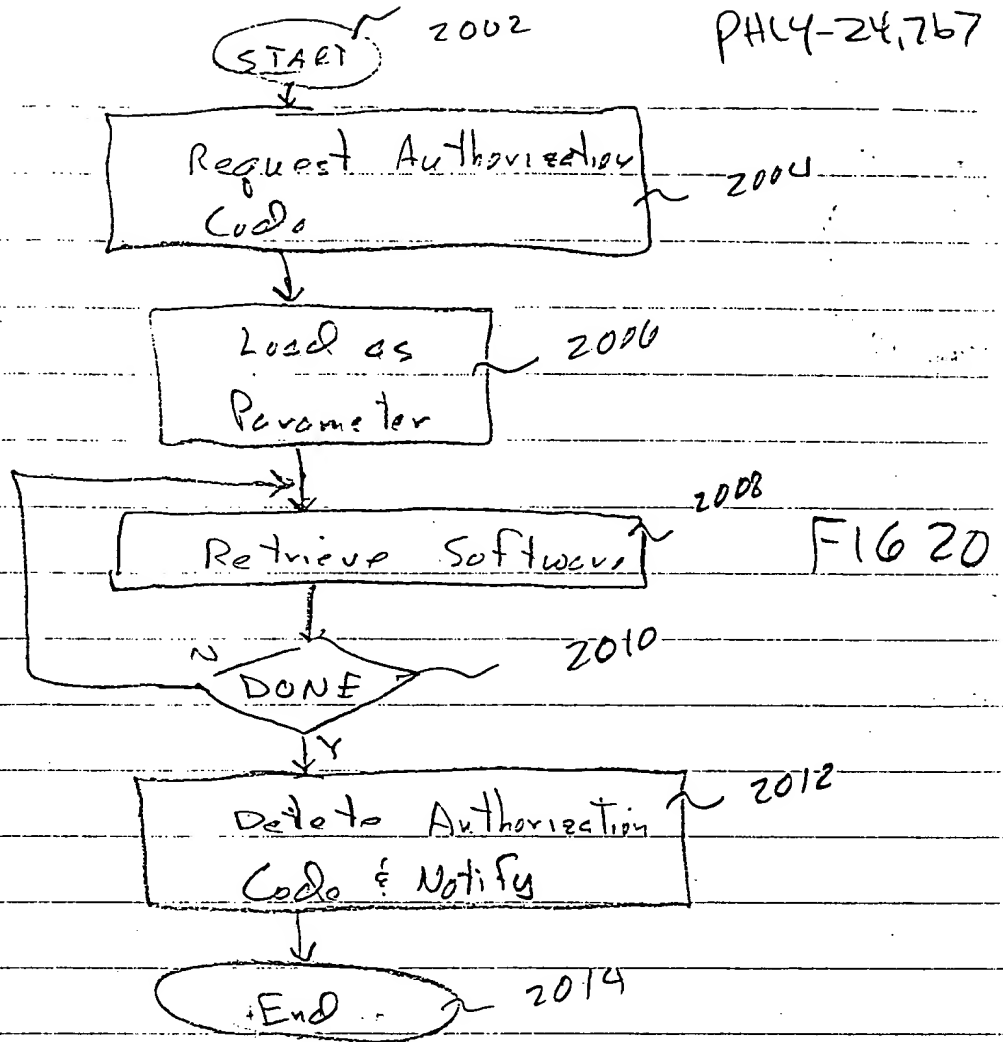 2002
PHLY-24,767
START
Request Authorization
Code
2004
Load as
Parameter
2006
2008
Retrieve Software
FIG 20
N
DONE
2010
Y
2012
Delete Authorization
Code & Notify
End
2014